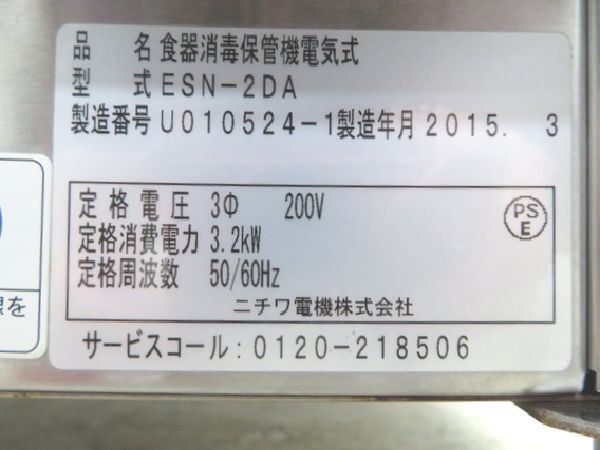 品 名 食器消毒保管機電気式
型 式 ESN-2DA
製造番号 U010524-1 製造年月 2015. 3
定格電圧 3Φ 200V
定格消費電力 3.2kW
定格周波数 50/60Hz
PS
E
ニチワ電機株式会社
サービスコール:0120-218506
線を